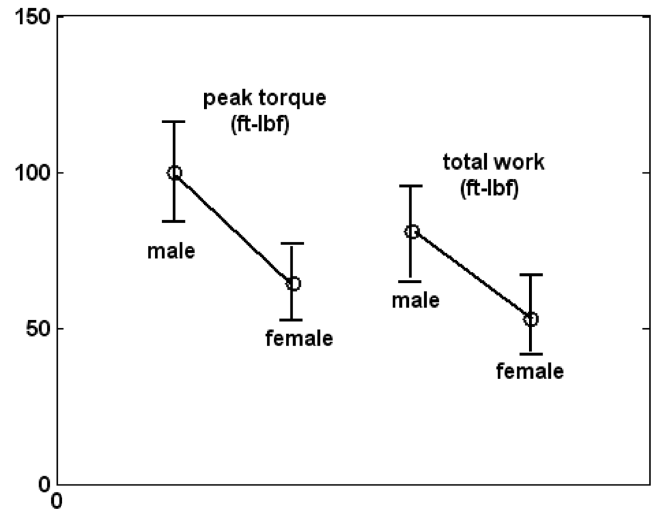 150
peak torque
(ft-lbf)
total work
(ft-lbf)
100
male
male
50
female
female
0
0